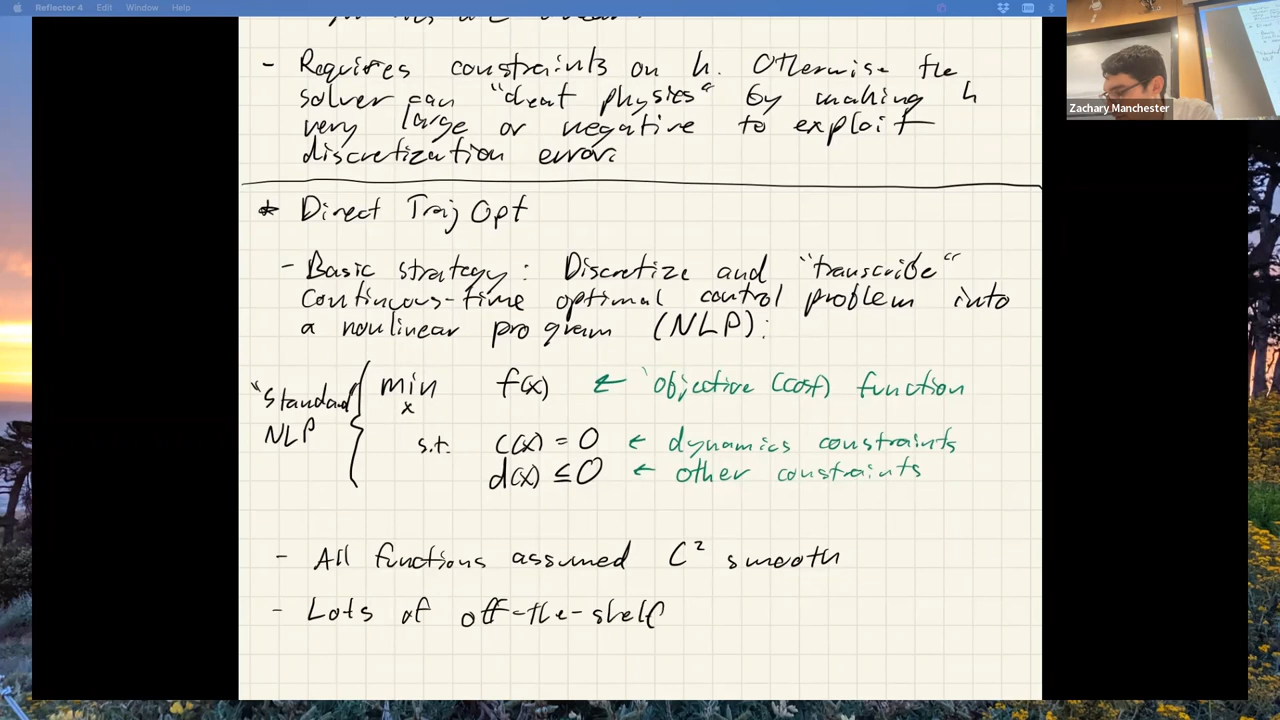 Reflector 4 Edit Window Help
- Requires constraints on h. Otherwise the
solver can "cheat physics" by making h
very large or negative to exploit
discretization error.
* Direct Traj Opt
- Basic strategy: Discretize and "transcribe"
continuous-time optimal control problem into
a nonlinear program (NLP):
"Standard
NLP
min f(x) ← objective (cost) function
x
s.t. c(x) = 0 ← dynamics constraints
d(x) ≤ 0 ← other constraints
- All functions assumed C² smooth
- Lots of off-the-shelf
Zachary Manchester